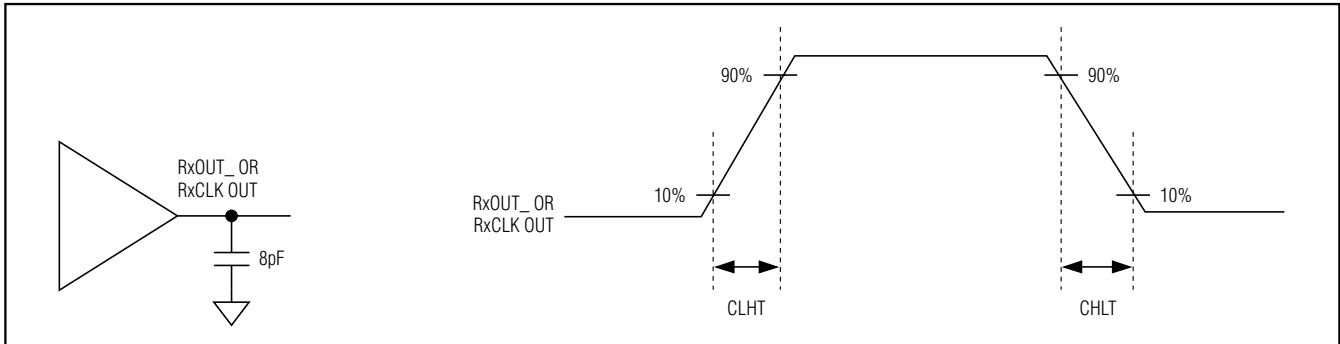 RxOUT_ OR
RxCLK OUT
8pF
RxOUT_ OR
RxCLK OUT
90%
10%
90%
10%
CLHT
CHLT